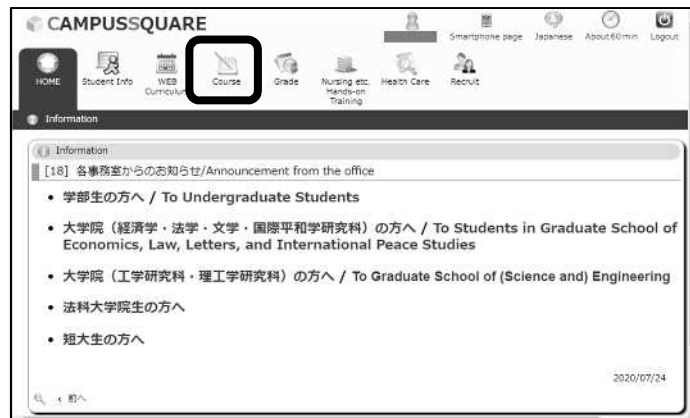 CAMPUSSQUARE
Smartphone page
Japanese
About60min
Logout
HOME
Student Info
WEB
Curriculum
Course
Grade
Nursing etc.
Hands-on
Training
Health Care
Recruit
Information
Information
[18] 各事務室からのお知らせ/Announcement from the office
• 学部生の方へ / To Undergraduate Students
• 大学院（経済学・法学・文学・国際平和学研究科）の方へ / To Students in Graduate School of
Economics, Law, Letters, and International Peace Studies
• 大学院（工学研究科・理工学研究科）の方へ / To Graduate School of (Science and) Engineering
• 法科大学院生の方へ
• 短大生の方へ
2020/07/24
< 前へ